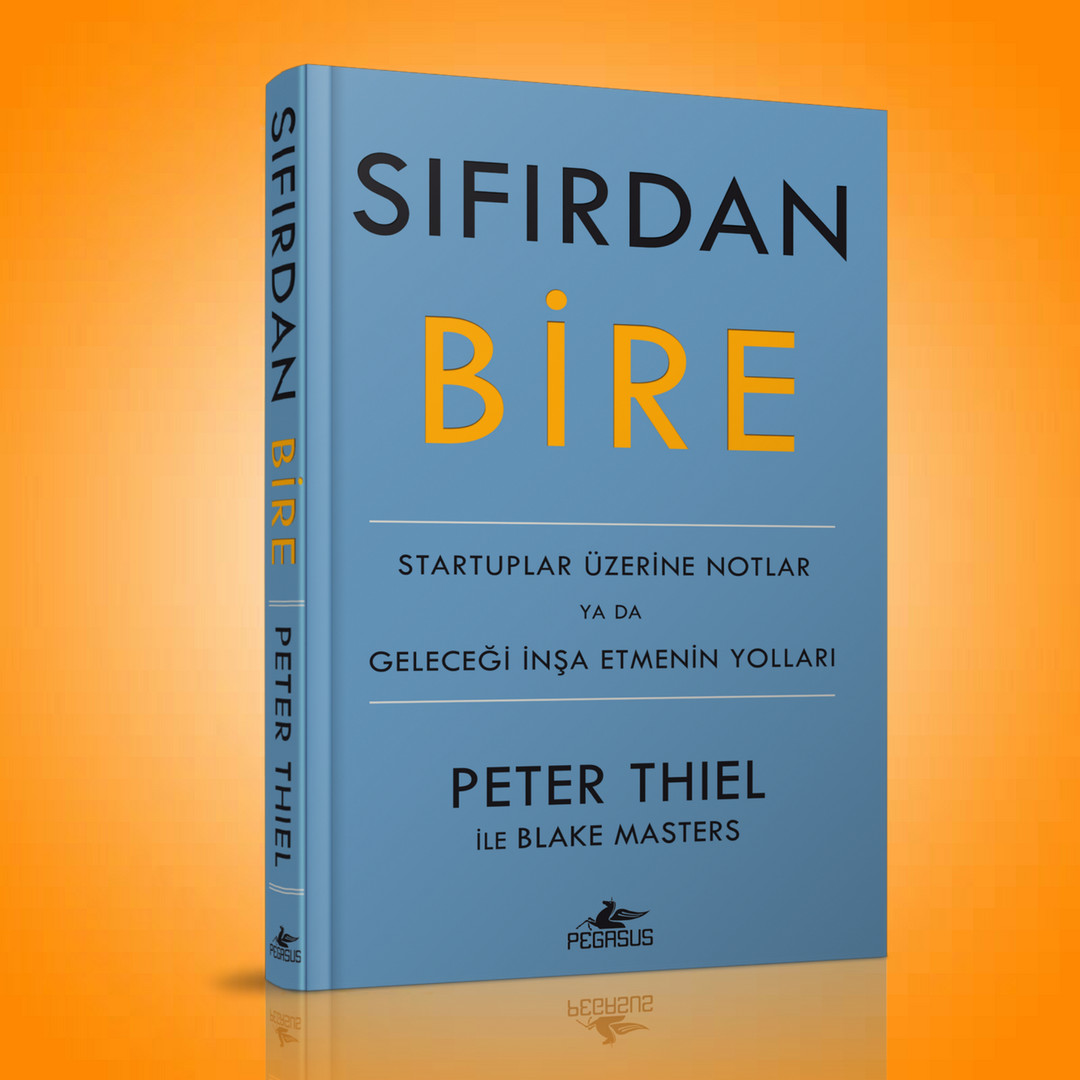 SIFIRDAN
BİRE
STARTUPLAR ÜZERİNE NOTLAR
YA DA
GELECEĞİ İNŞA ETMENİN YOLLARI
PETER THIEL
İLE BLAKE MASTERS
PEGASUS
SIFIRDAN BİRE
PETER THIEL
PEGASUS